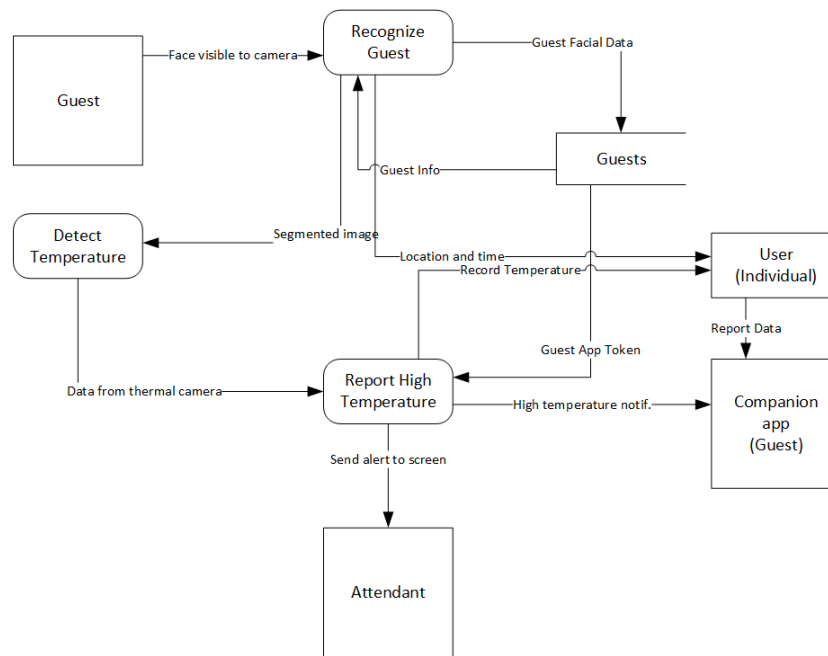 Recognize
Guest
Face visible to camera
Guest Facial Data
Guest
Guests
Guest Info
Detect
Temperature
Segmented image
Location and time
Record Temperature
User
(Individual)
Report Data
Guest App Token
Data from thermal camera
Report High
Temperature
High temperature notif.
Companion
app
(Guest)
Send alert to screen
Attendant